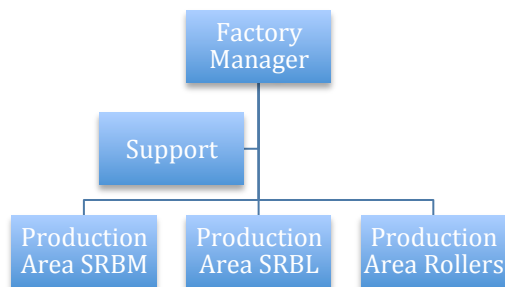 Factory
Manager
Support
Production
Area SRBM
Production
Area SRBL
Production
Area Rollers